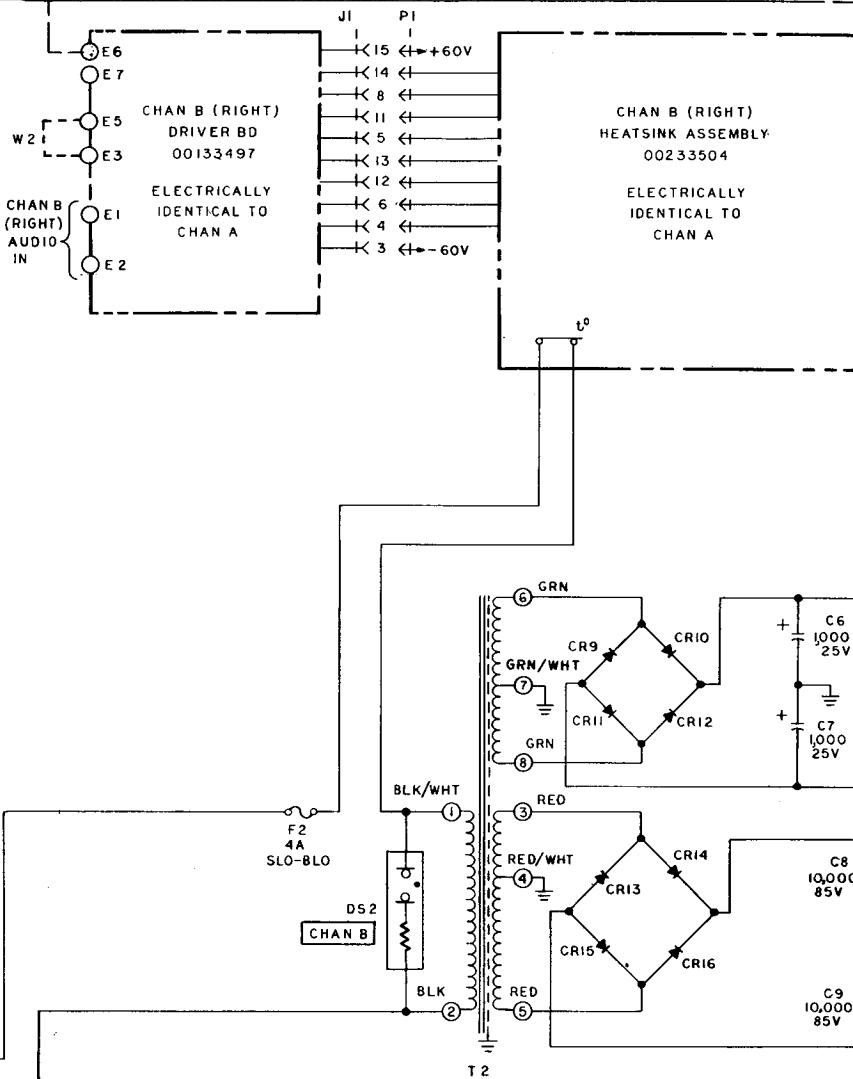 J1 P1
E6
E7
E5
E3
W2
CHAN B
(RIGHT)
AUDIO
IN
E1
E2
CHAN B (RIGHT)
DRIVER BD
00133497
ELECTRICALLY
IDENTICAL TO
CHAN A
15 +60V
14
8
11
5
13
12
6
4
3 -60V
CHAN B (RIGHT)
HEATSINK ASSEMBLY
00233504
ELECTRICALLY
IDENTICAL TO
CHAN A
t°
F2
4A
SLO-BLO
BLK/WHT
1
DS2
CHAN B
BLK
2
T2
6 GRN
GRN/WHT
7
GRN
8
3 RED
RED/WHT
4
RED
5
CR9
CR10
CR11
CR12
+ C6
1,000
25V
+ C7
1,000
25V
CR13
CR14
CR15
CR16
C8
10,000
85V
C9
10,000
85V